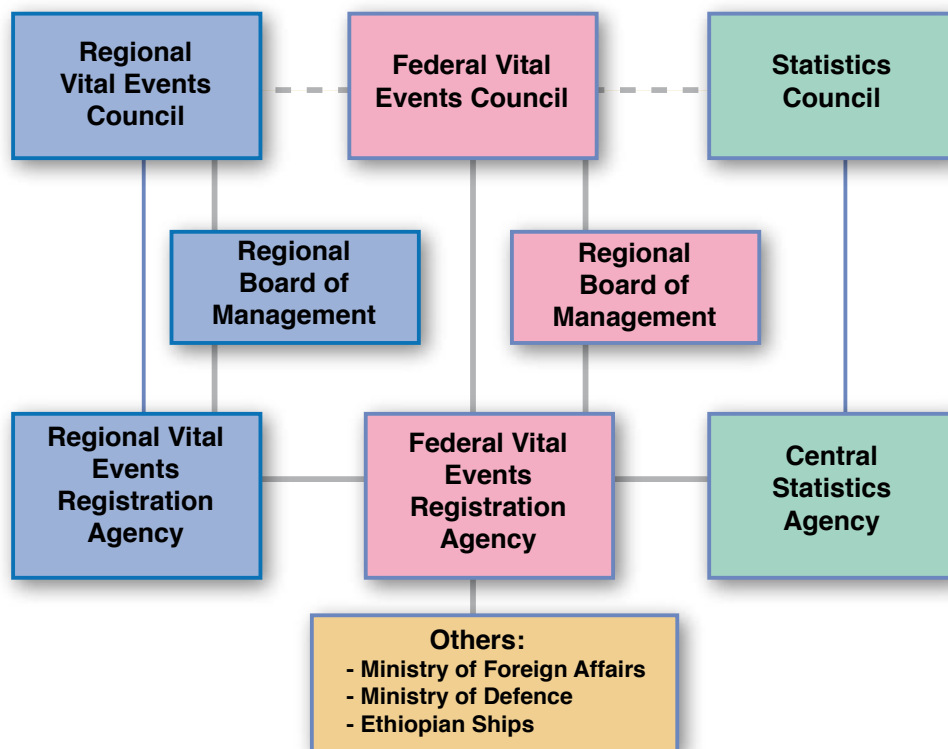 Regional
Vital Events
Council
Federal Vital
Events Council
Statistics
Council
Regional
Board of
Management
Regional
Board of
Management
Regional Vital
Events
Registration
Agency
Federal Vital
Events
Registration
Agency
Central
Statistics
Agency
Others:
- Ministry of Foreign Affairs
- Ministry of Defence
- Ethiopian Ships